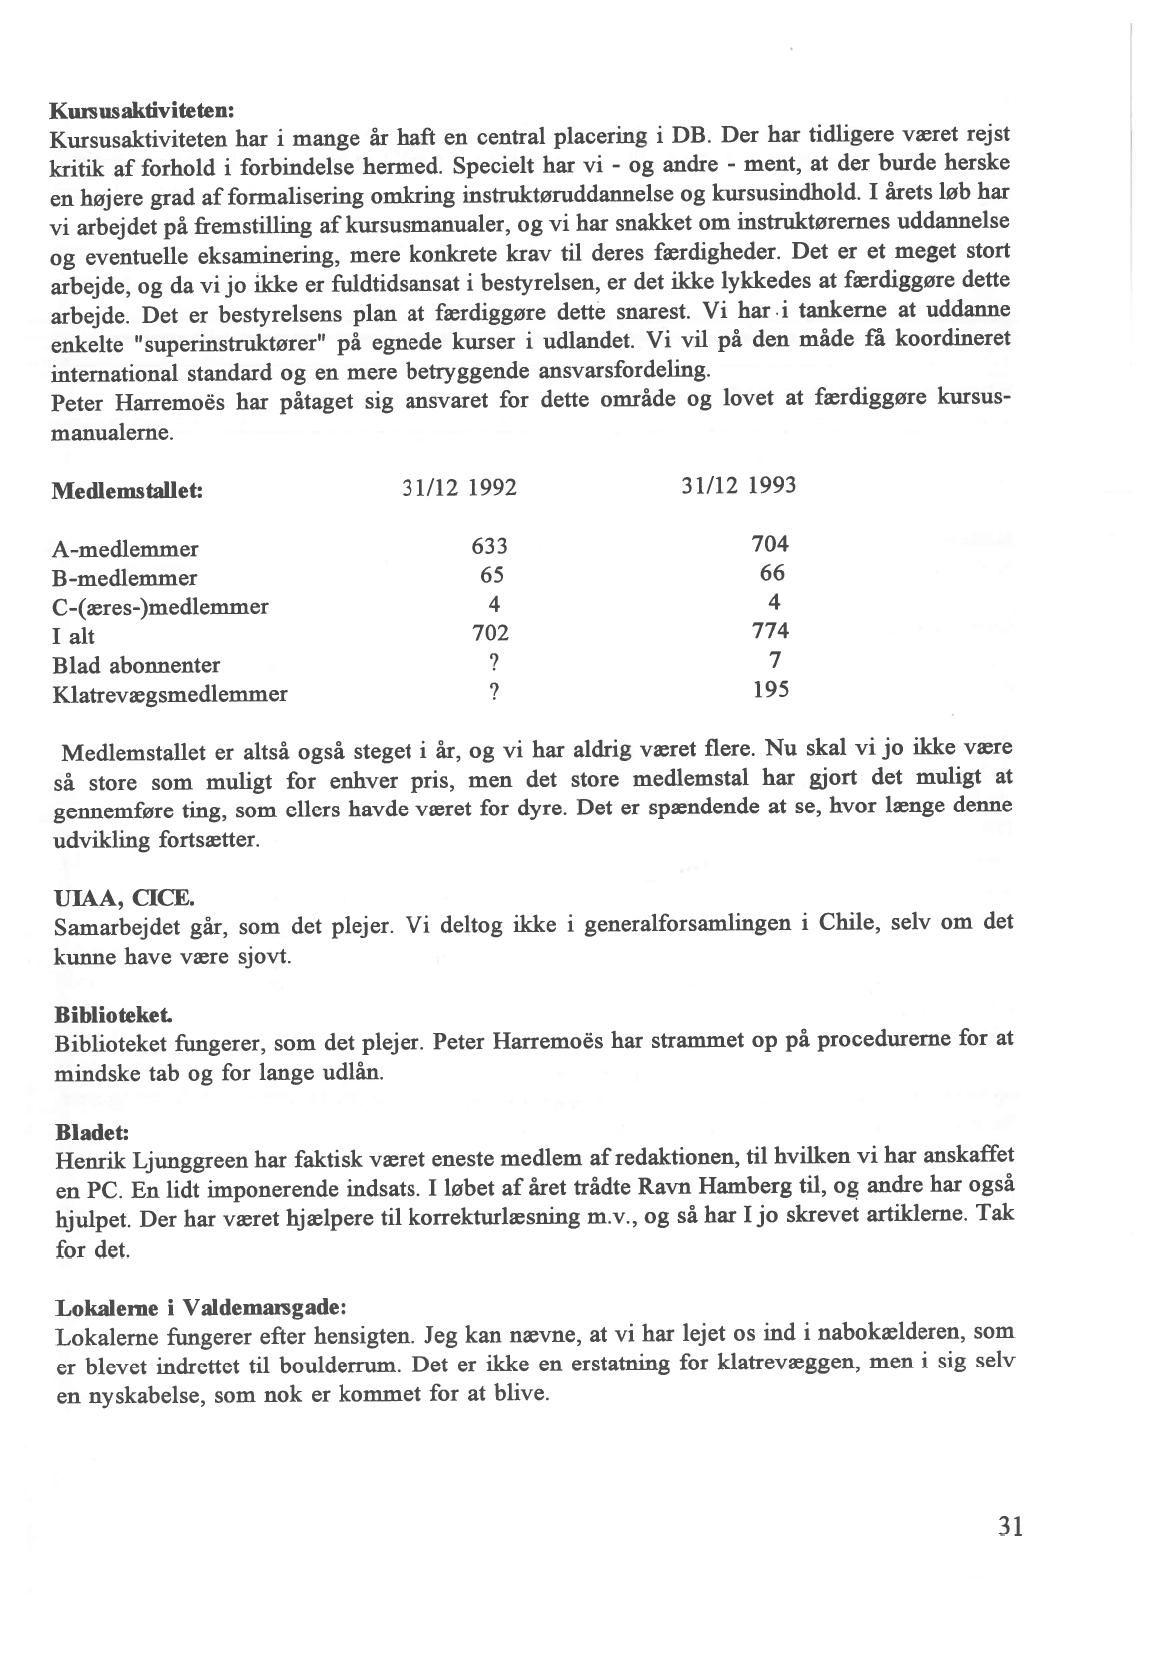 Kursusaktiviteten:
Kursusaktiviteten har i mange år haft en central placering i DB. Der har tidligere været rejst
kritik af forhold i forbindelse hermed. Specielt har vi - og andre - ment, at der burde herske
en højere grad af formalisering omkring instruktøruddannelse og kursusindhold. I årets løb har
vi arbejdet på fremstilling af kursusmanualer, og vi har snakket om instruktørernes uddannelse
og eventuelle eksaminering, mere konkrete krav til deres færdigheder. Det er et meget stort
arbejde, og da vi jo ikke er fuldtidsansat i bestyrelsen, er det ikke lykkedes at færdiggøre dette
arbejde. Det er bestyrelsens plan at færdiggøre dette snarest. Vi har i tankerne at uddanne
enkelte "superinstruktører" på egnede kurser i udlandet. Vi vil på den måde få koordineret
international standard og en mere betryggende ansvarsfordeling.
Peter Harremoës har påtaget sig ansvaret for dette område og lovet at færdiggøre kursus-
manualerne.
Medlemstallet: 31/12 1992 31/12 1993
A-medlemmer 633 704
B-medlemmer 65 66
C-(æres-)medlemmer 4 4
I alt 702 774
Blad abonnenter ? 7
Klatrevægsmedlemmer ? 195
Medlemstallet er altså også steget i år, og vi har aldrig været flere. Nu skal vi jo ikke være
så store som muligt for enhver pris, men det store medlemstal har gjort det muligt at
gennemføre ting, som ellers havde været for dyre. Det er spændende at se, hvor længe denne
udvikling fortsætter.
UIAA, CICE.
Samarbejdet går, som det plejer. Vi deltog ikke i generalforsamlingen i Chile, selv om det
kunne have være sjovt.
Biblioteket.
Biblioteket fungerer, som det plejer. Peter Harremoës har strammet op på procedurerne for at
mindske tab og for lange udlån.
Bladet:
Henrik Ljunggreen har faktisk været eneste medlem af redaktionen, til hvilken vi har anskaffet
en PC. En lidt imponerende indsats. I løbet af året trådte Ravn Hamberg til, og andre har også
hjulpet. Der har været hjælpere til korrekturlæsning m.v., og så har I jo skrevet artiklerne. Tak
for det.
Lokalerne i Valdemarsgade:
Lokalerne fungerer efter hensigten. Jeg kan nævne, at vi har lejet os ind i nabokælderen, som
er blevet indrettet til boulderrum. Det er ikke en erstatning for klatrevæggen, men i sig selv
en nyskabelse, som nok er kommet for at blive.
31